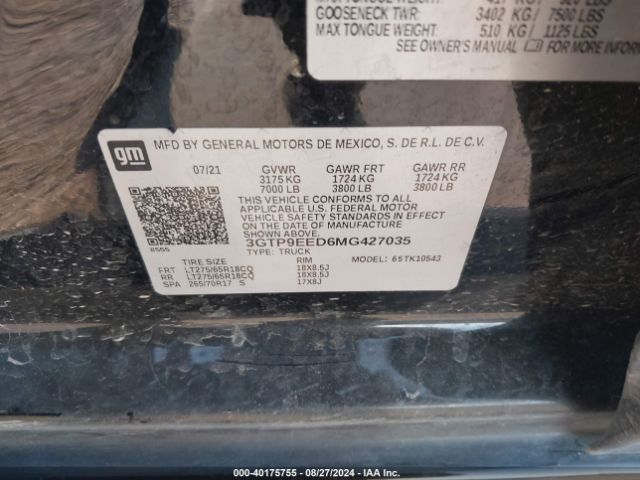 GOOSENECK TWR: 3402 KG / 7500 LBS
MAX TONGUE WEIGHT: 510 KG / 1125 LBS
SEE OWNER'S MANUAL FOR
gm
MFD BY GENERAL MOTORS DE MEXICO, S. DE R.L. DE C.V.
07/21 GVWR GAWR FRT GAWR RR
3175 KG 1724 KG 1724 KG
7000 LB 3800 LB 3800 LB
THIS VEHICLE CONFORMS TO ALL
APPLICABLE U.S. FEDERAL MOTOR
VEHICLE SAFETY STANDARDS IN EFFECT
ON THE DATE OF MANUFACTURE
SHOWN ABOVE.
3GTP9EED6MG427035
TYPE: TRUCK
MODEL: 65TK10543
TIRE SIZE RIM
FRT LT275/65R18CQ 18X8.5J
RR LT275/65R18CQ 18X8.5J
SPA 265/70R17 S 17X8J
40175755 - 08/27/2024 - IAA Inc.